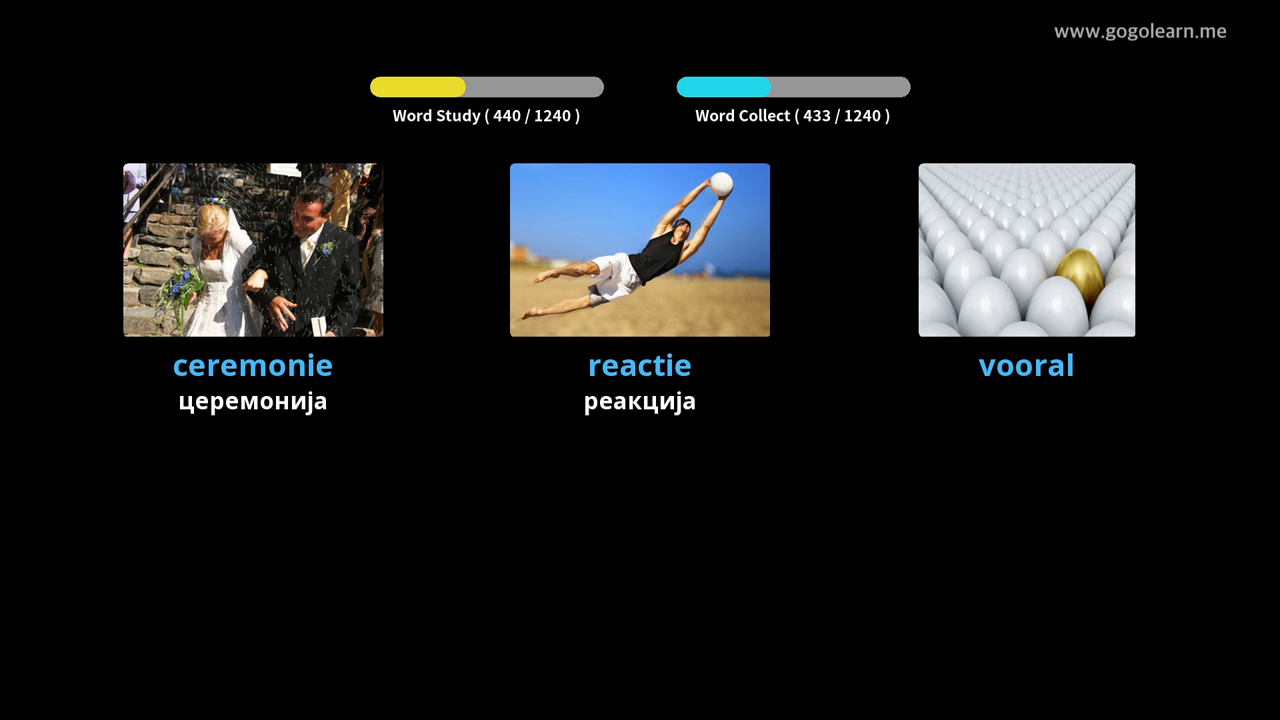 www.gogolearn.me
Word Study ( 440 / 1240 )
Word Collect ( 433 / 1240 )
ceremonie
церемонија
reactie
реакција
vooral